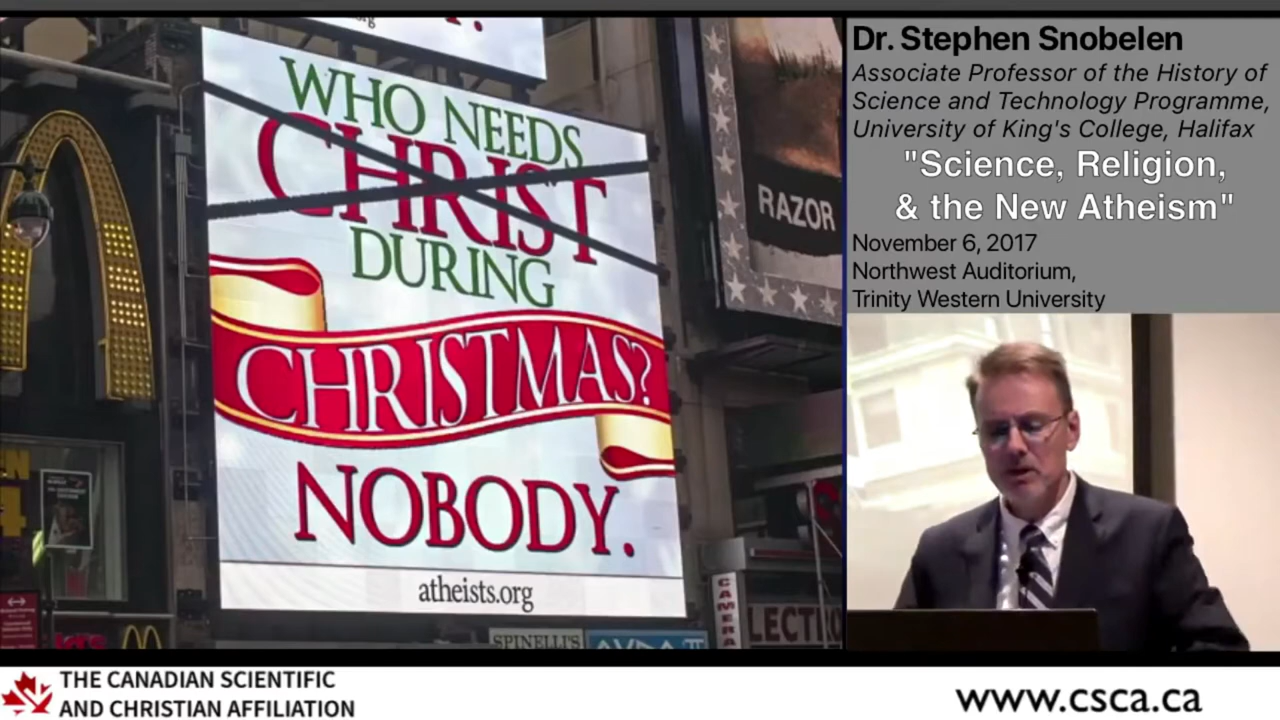 WHO NEEDS
CHRIST
DURING
CHRISTMAS?
NOBODY.
atheists.org
RAZOR
CAMERA
SPINELLI'S
Dr. Stephen Snobelen
Associate Professor of the History of
Science and Technology Programme,
University of King's College, Halifax
"Science, Religion,
& the New Atheism"
November 6, 2017
Northwest Auditorium,
Trinity Western University
THE CANADIAN SCIENTIFIC
AND CHRISTIAN AFFILIATION
www.csca.ca